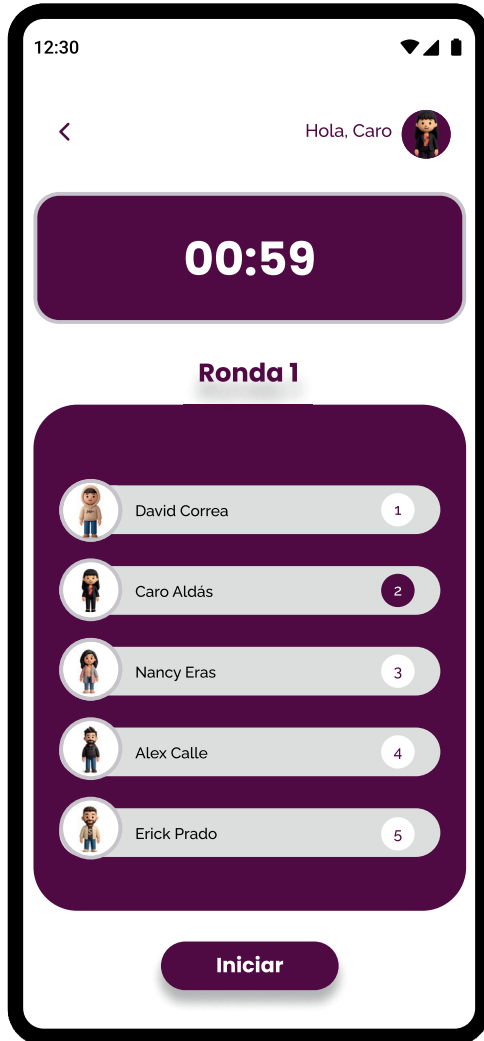 12:30
Hola, Caro
00:59
Ronda 1
David Correa 1
Caro Aldás 2
Nancy Eras 3
Alex Calle 4
Erick Prado 5
Iniciar